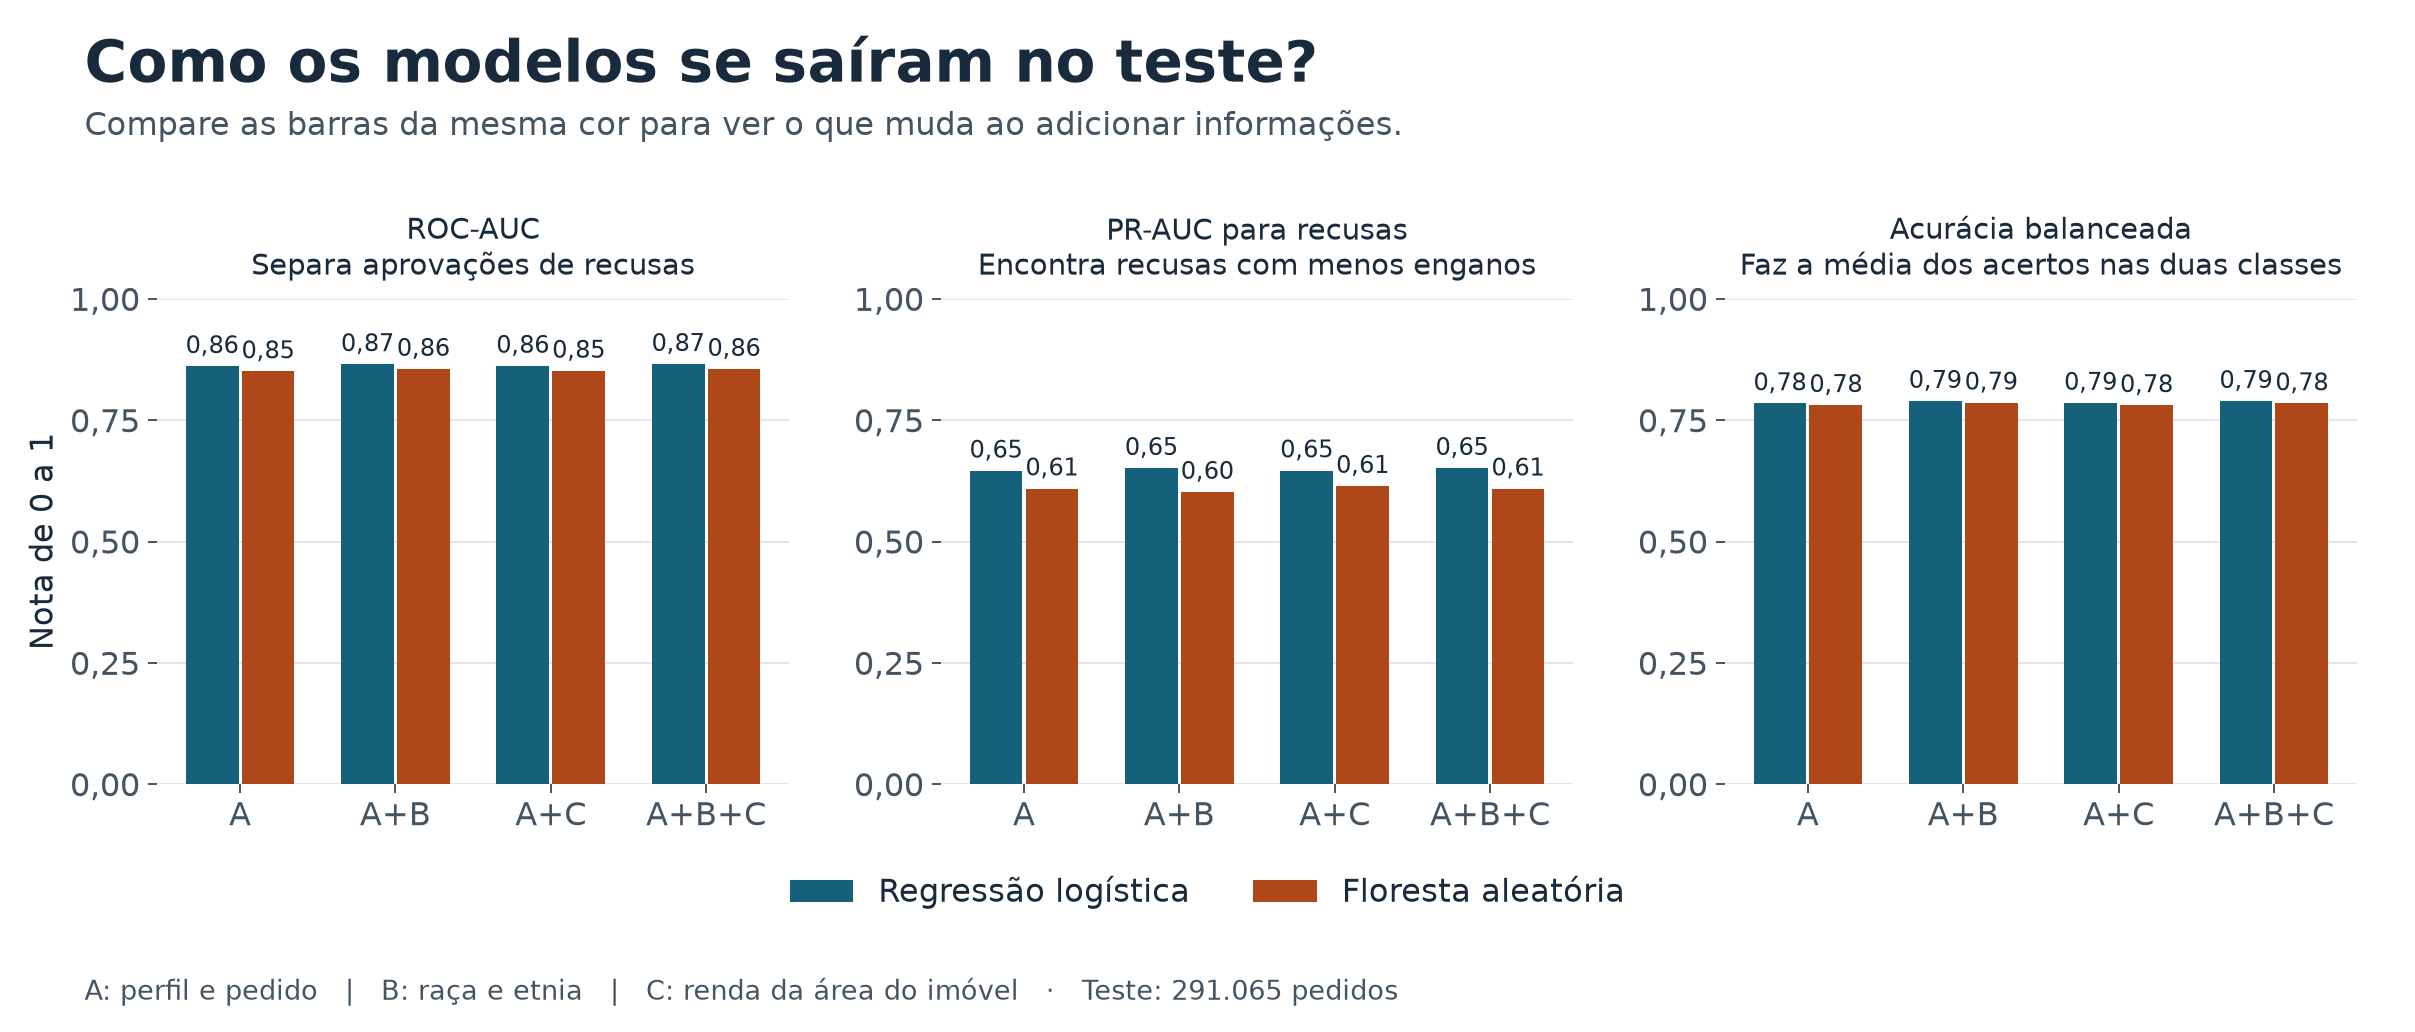 Como os modelos se saíram no teste?
Compare as barras da mesma cor para ver o que muda ao adicionar informações.
ROC-AUC
Separa aprovações de recusas
Nota de 0 a 1
1,00
0,75
0,50
0,25
0,00
0,86 0,85 0,87 0,86 0,86 0,85 0,87 0,86
A A+B A+C A+B+C
PR-AUC para recusas
Encontra recusas com menos enganos
1,00
0,75
0,50
0,25
0,00
0,65 0,61 0,65 0,60 0,65 0,61 0,65 0,61
A A+B A+C A+B+C
Acurácia balanceada
Faz a média dos acertos nas duas classes
1,00
0,75
0,50
0,25
0,00
0,78 0,78 0,79 0,79 0,79 0,78 0,79 0,78
A A+B A+C A+B+C
Regressão logística Floresta aleatória
A: perfil e pedido | B: raça e etnia | C: renda da área do imóvel · Teste: 291.065 pedidos